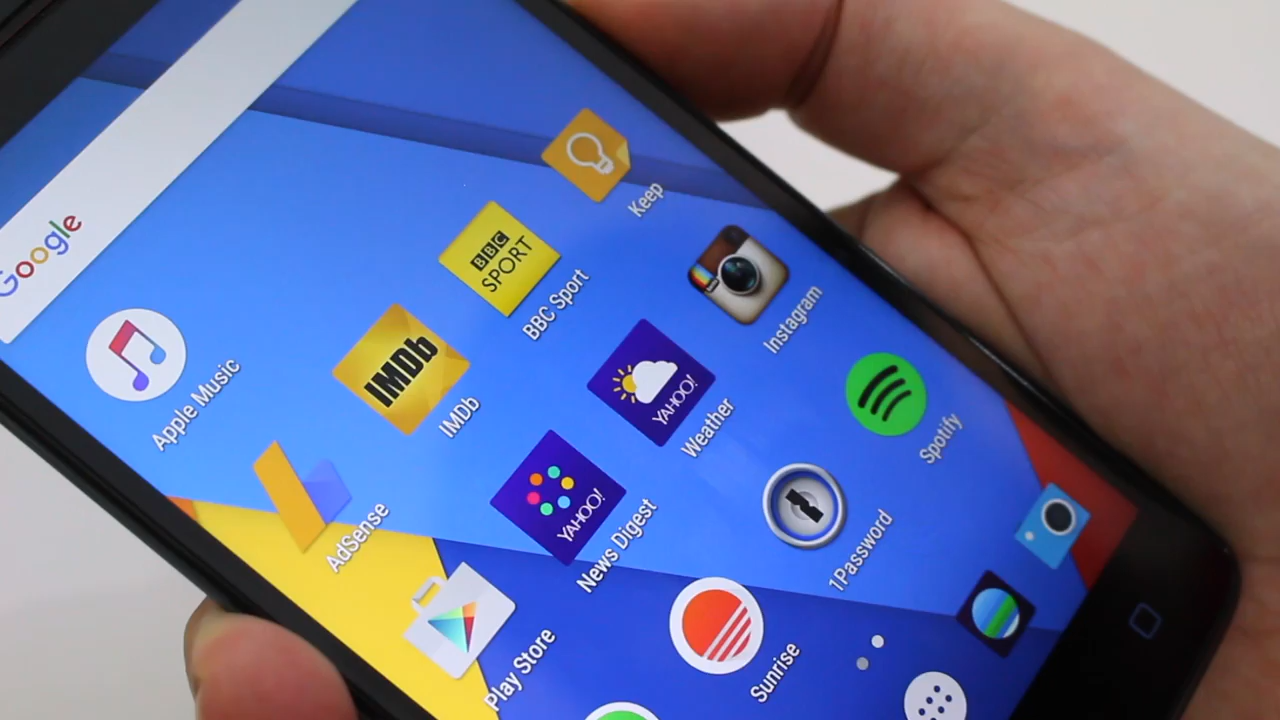 Google
Apple Music
IMDb
IMDb
BBC
SPORT
BBC Sport
Keep
AdSense
YAHOO!
News Digest
YAHOO!
Weather
Instagram
Play Store
Sunrise
1Password
Spotify